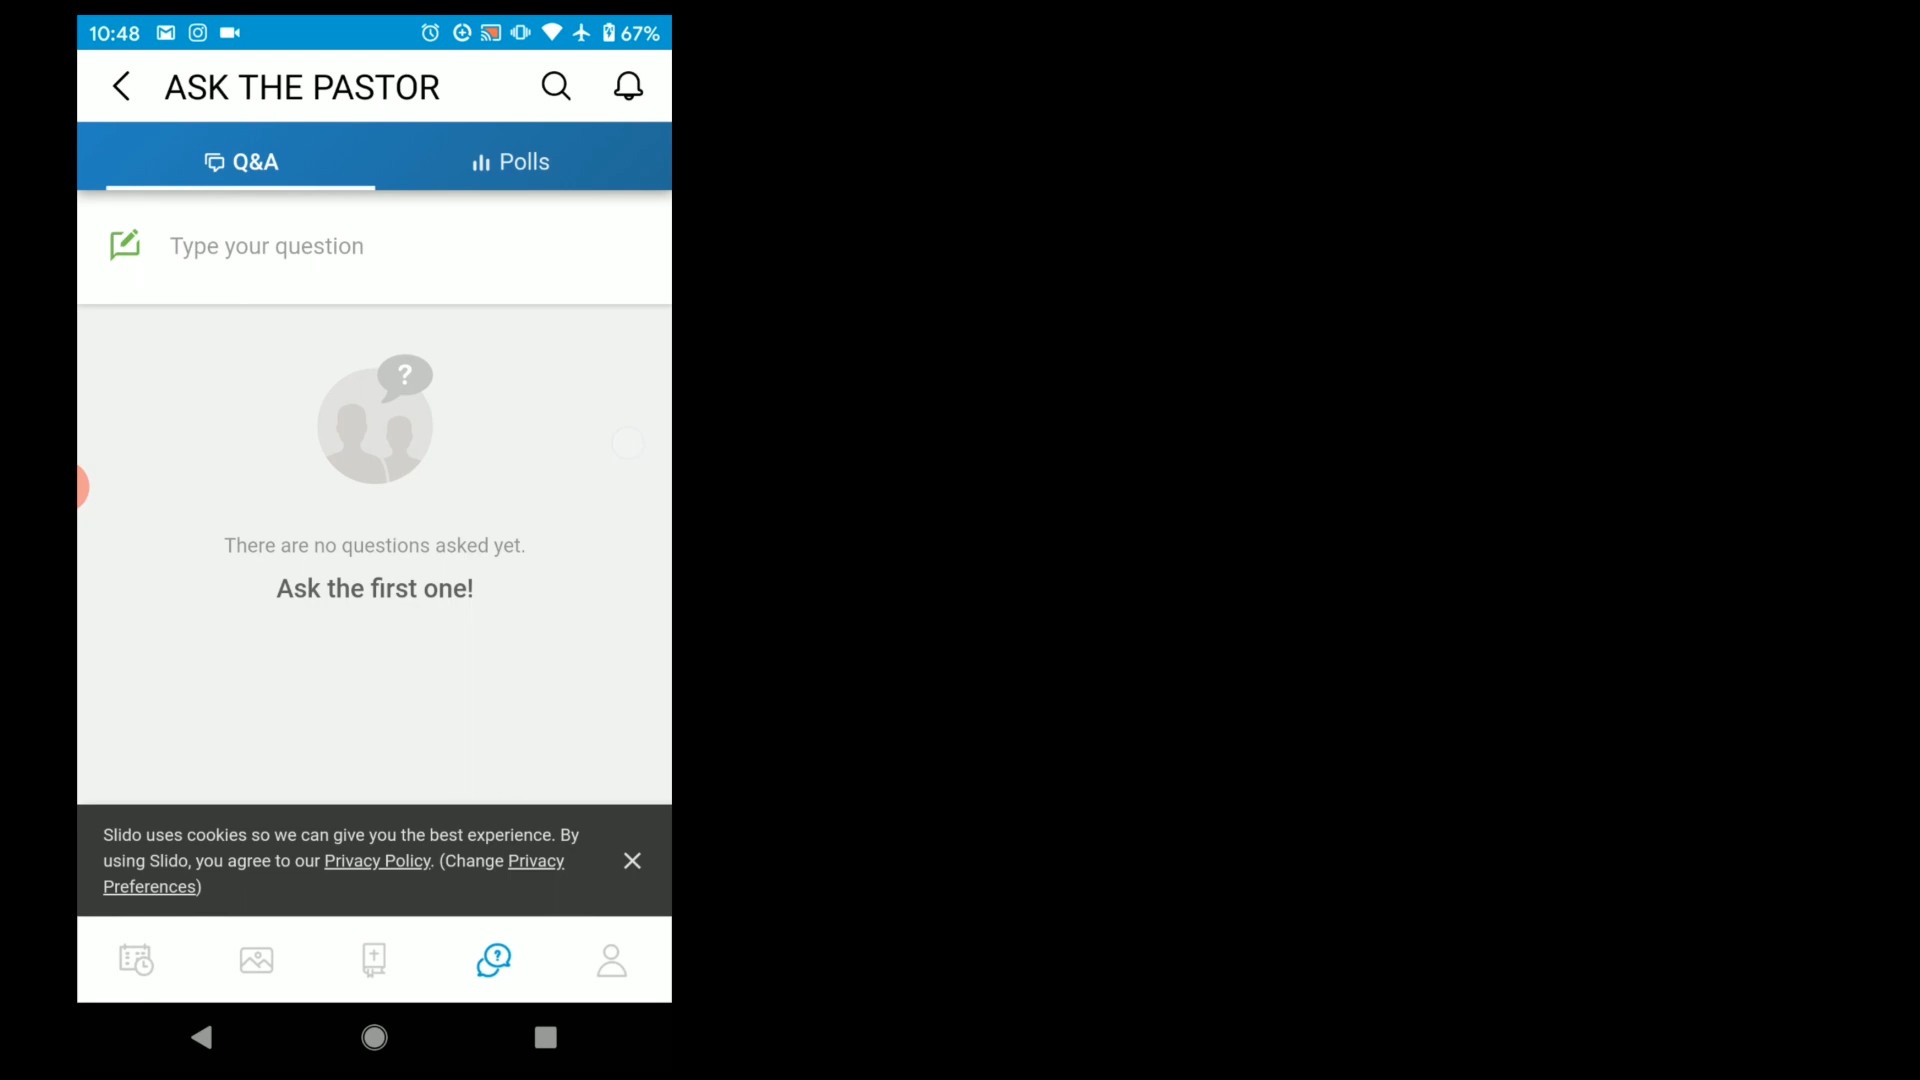 10:48 67%
ASK THE PASTOR
Q&A Polls
Type your question
?
There are no questions asked yet.
Ask the first one!
Slido uses cookies so we can give you the best experience. By
using Slido, you agree to our Privacy Policy. (Change Privacy
Preferences)
?